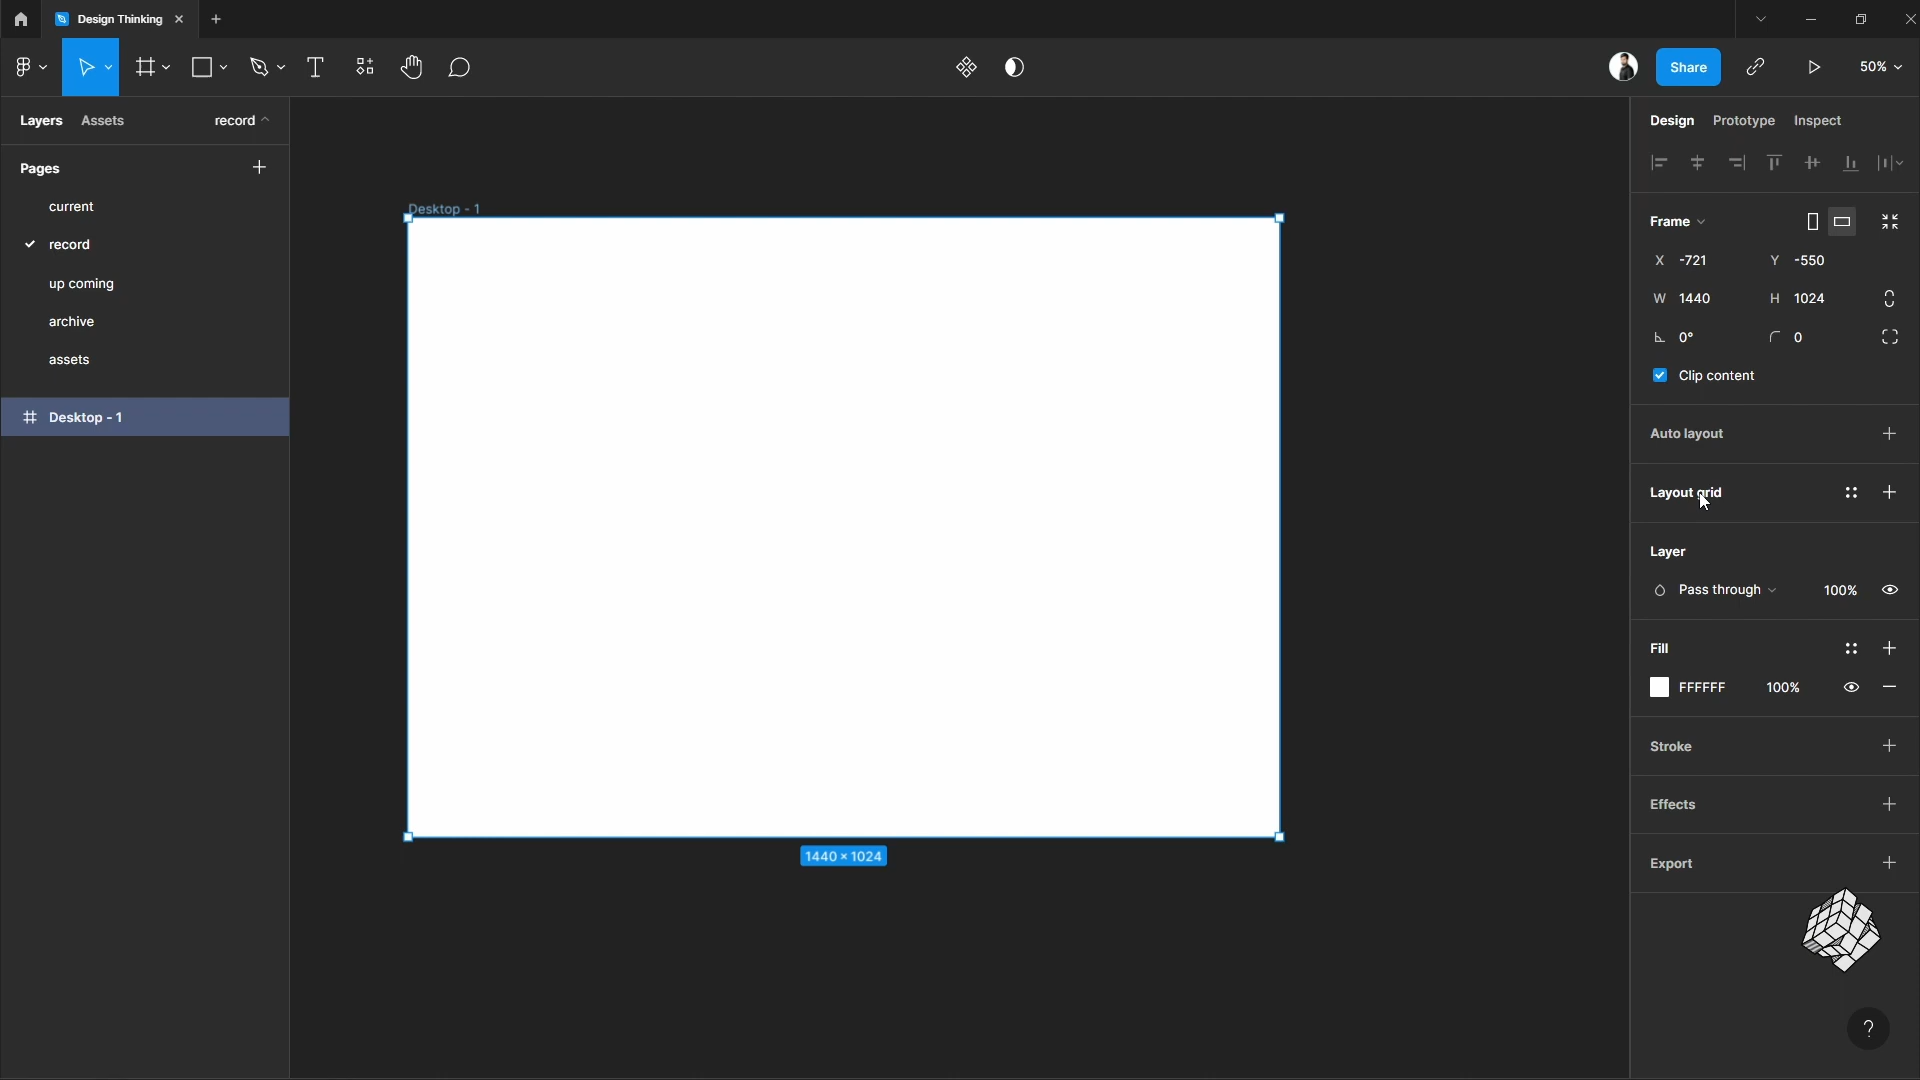 Design Thinking
Share
50%
Layers
Assets
record
Design
Prototype
Inspect
Pages
current
record
up coming
archive
assets
Desktop - 1
Desktop - 1
1440 × 1024
Frame
X -721
Y -550
W 1440
H 1024
0°
0
Clip content
Auto layout
Layout grid
Layer
Pass through
100%
Fill
FFFFFF
100%
Stroke
Effects
Export
?